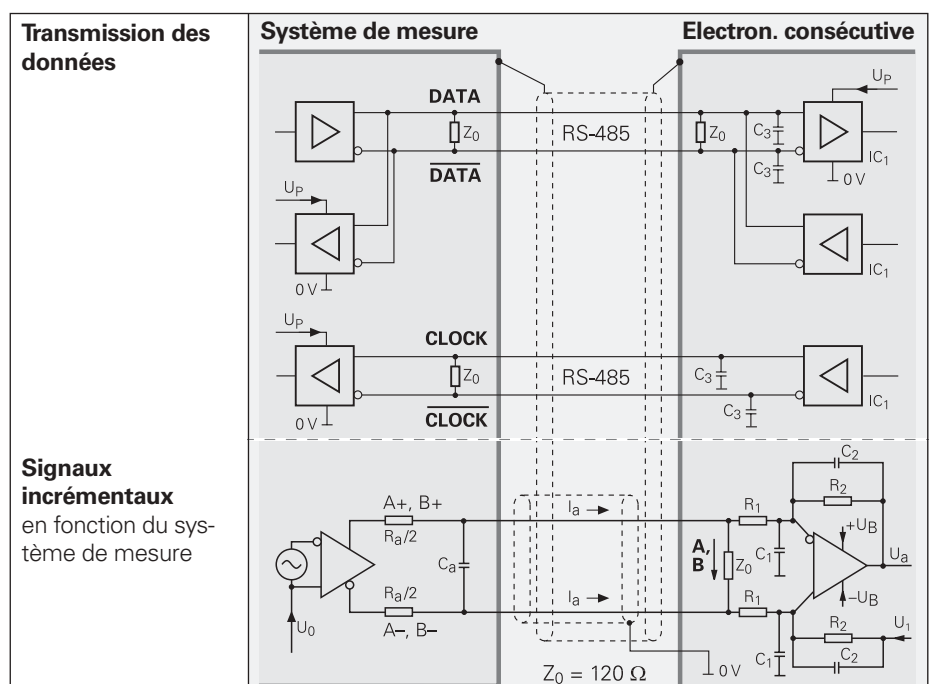 Transmission des
données
Système de mesure
Electron. consécutive
UP
DATA
Z0
RS-485
Z0
C3
C3
IC1
DATA
0 V
UP
0 V
IC1
UP
CLOCK
Z0
RS-485
C3
C3
IC1
0 V
CLOCK
Signaux
incrémentaux
en fonction du sys-
tème de mesure
C2
R2
A+, B+
Ra/2
Ia
R1
+UB
Ca
A,
B
Z0
C1
Ua
Ra/2
Ia
R1
–UB
A–, B–
U0
R2
U1
C1
C2
Z0 = 120 Ω
0 V